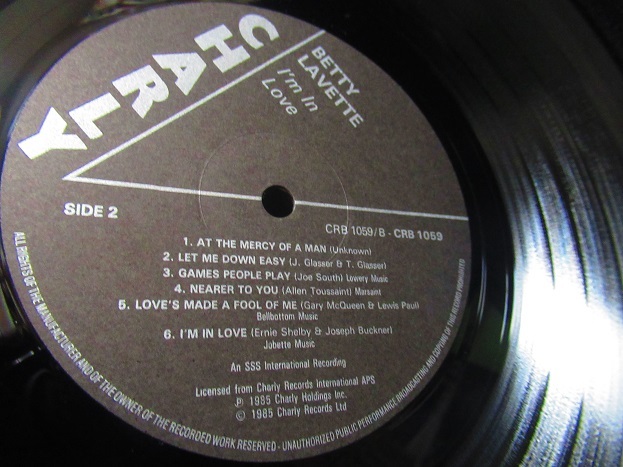 CHARLY
BETTY
LAVETTE
I'm In
Love
SIDE 2
CRB 1059/B - CRB 1059
1. AT THE MERCY OF A MAN (Unknown)
2. LET ME DOWN EASY (J. Glasser & T. Glasser)
3. GAMES PEOPLE PLAY (Joe South) Lowery Music
4. NEARER TO YOU (Allen Toussaint) Marsaint
5. LOVE'S MADE A FOOL OF ME (Gary McQueen & Lewis Paul)
Bellbottom Music
6. I'M IN LOVE (Ernie Shelby & Joseph Buckner)
Jobette Music
An SSS International Recording
Licensed from Charly Records International APS
℗ 1985 Charly Holdings Inc.
© 1985 Charly Records Ltd
ALL RIGHTS OF THE MANUFACTURER AND OF THE OWNER OF THE RECORDED WORK RESERVED - UNAUTHORIZED PUBLIC PERFORMANCE BROADCASTING AND COPYING OF THIS RECORD PROHIBITED